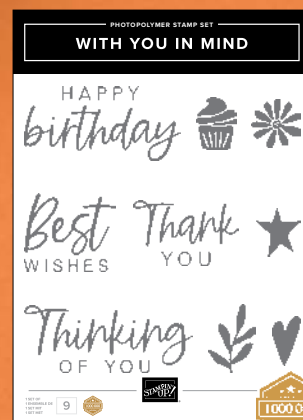 PHOTOPOLYMER STAMP SET
WITH YOU IN MIND
HAPPY
birthday
Best Thank
WISHES YOU
Thinking
OF YOU
STAMPIN' UP!
9